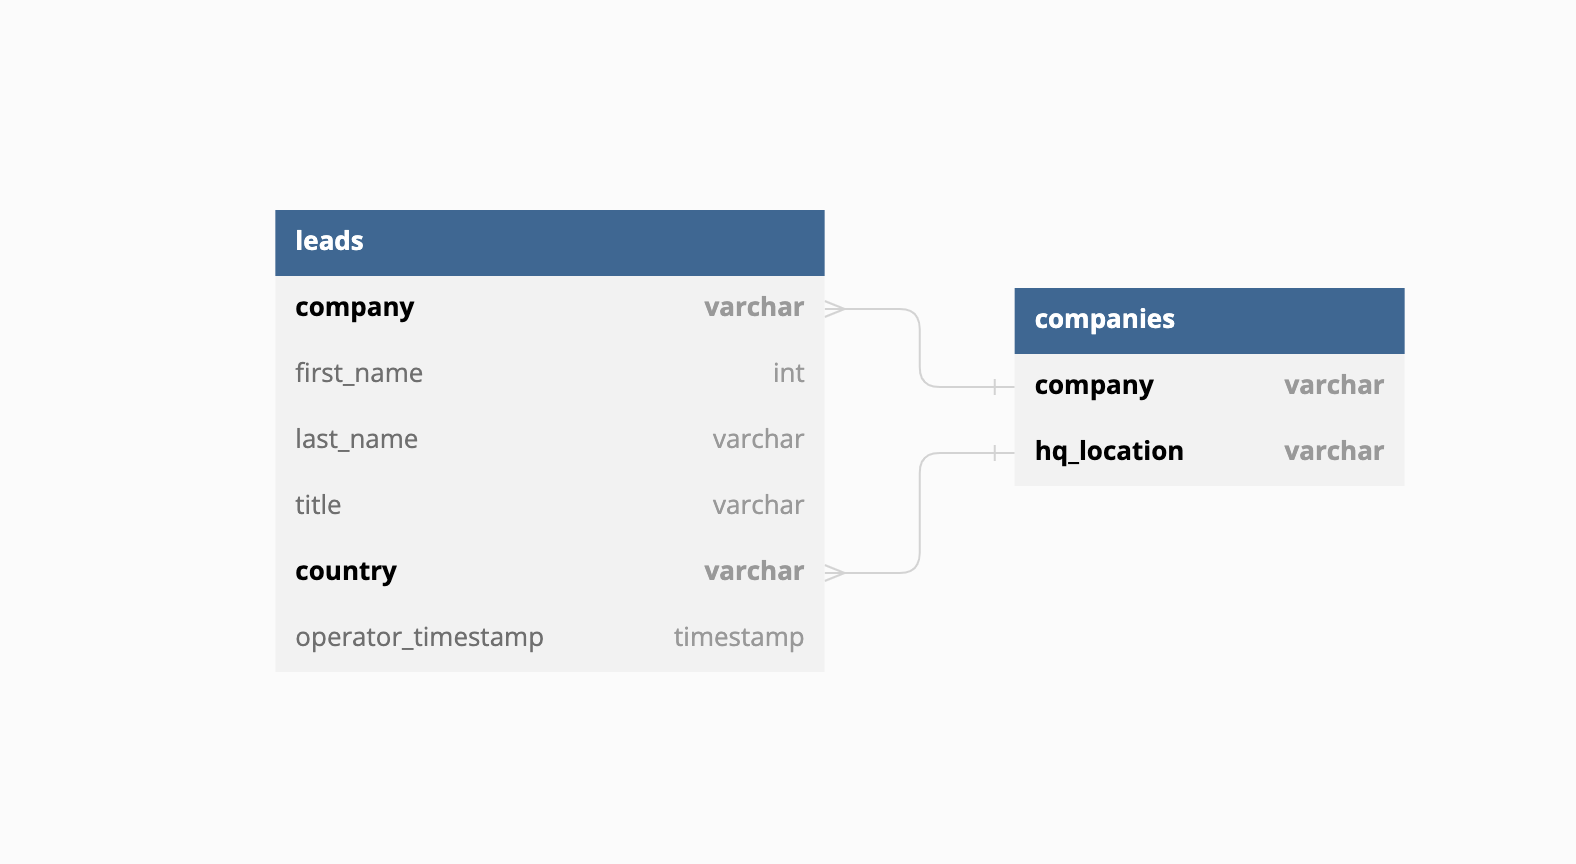 leads
company varchar
first_name int
last_name varchar
title varchar
country varchar
operator_timestamp timestamp
companies
company varchar
hq_location varchar